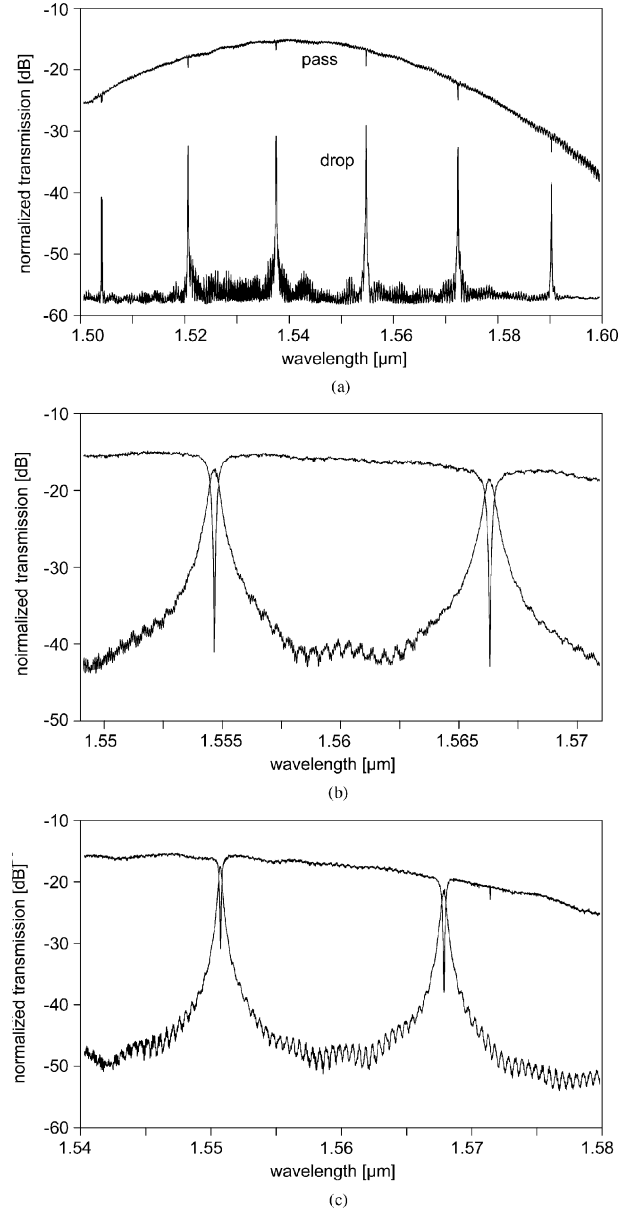 -10
-20
-30
-40
-50
-60
normalized transmission [dB]
pass
drop
1.50 1.52 1.54 1.56 1.58 1.60
wavelength [µm]
(a)
-10
-20
-30
-40
-50
noirmalized transmission [dB]
1.55 1.555 1.56 1.565 1.57
wavelength [µm]
(b)
-10
-20
-30
-40
-50
-60
normalized transmission [dB]
1.54 1.55 1.56 1.57 1.58
wavelength [µm]
(c)